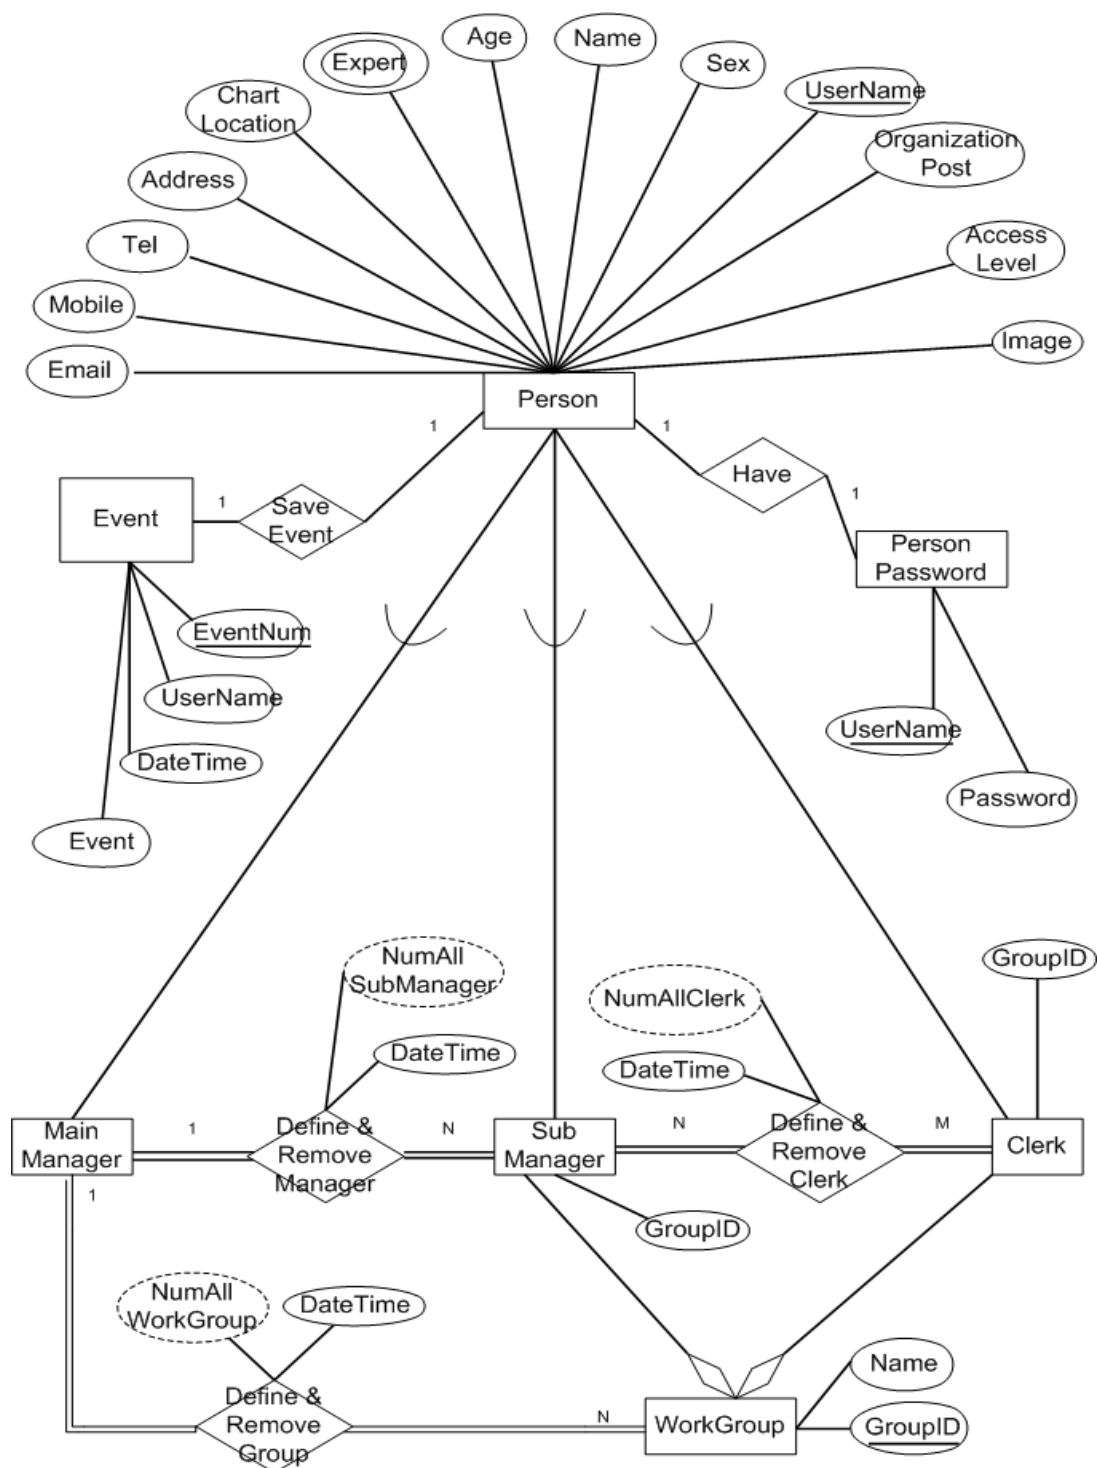 Age
Name
Expert
Sex
UserName
Chart
Location
Organization
Post
Address
Tel
Access
Level
Mobile
Image
Email
Person
1
1
Have
Save
Event
1
Event
1
Person
Password
EventNum
UserName
UserName
DateTime
Password
Event
NumAll
SubManager
GroupID
NumAllClerk
DateTime
DateTime
Main
Manager
1
Define &
Remove
Manager
N
Sub
Manager
N
Define &
Remove
Clerk
M
Clerk
1
GroupID
NumAll
WorkGroup
DateTime
Name
Define &
Remove
Group
N
WorkGroup
GroupID